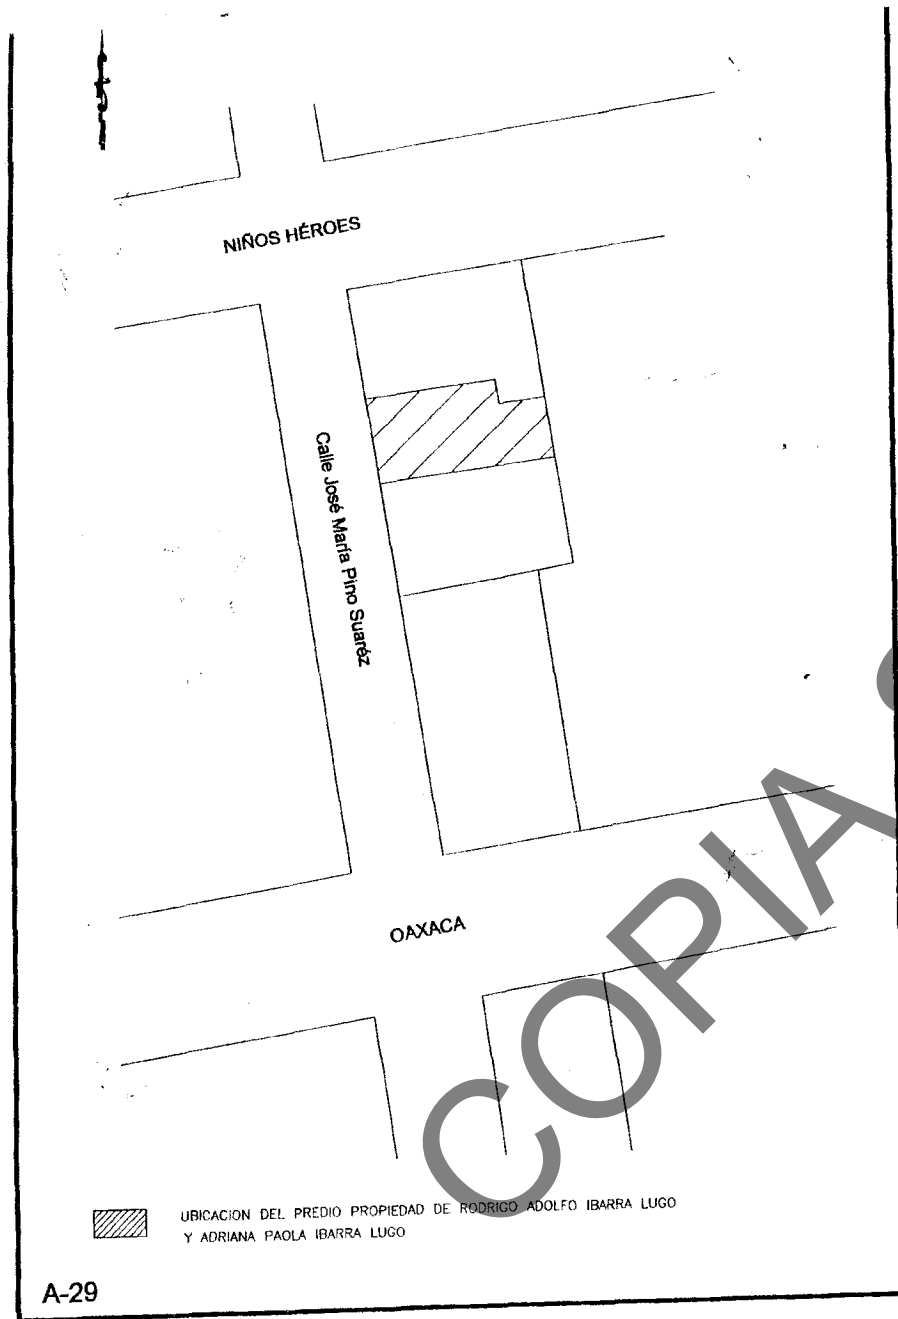 NIÑOS HÉROES
Calle José María Pino Suaréz
OAXACA
COPIA
UBICACION DEL PREDIO PROPIEDAD DE RODRIGO ADOLFO IBARRA LUGO
Y ADRIANA PAOLA IBARRA LUGO
A-29